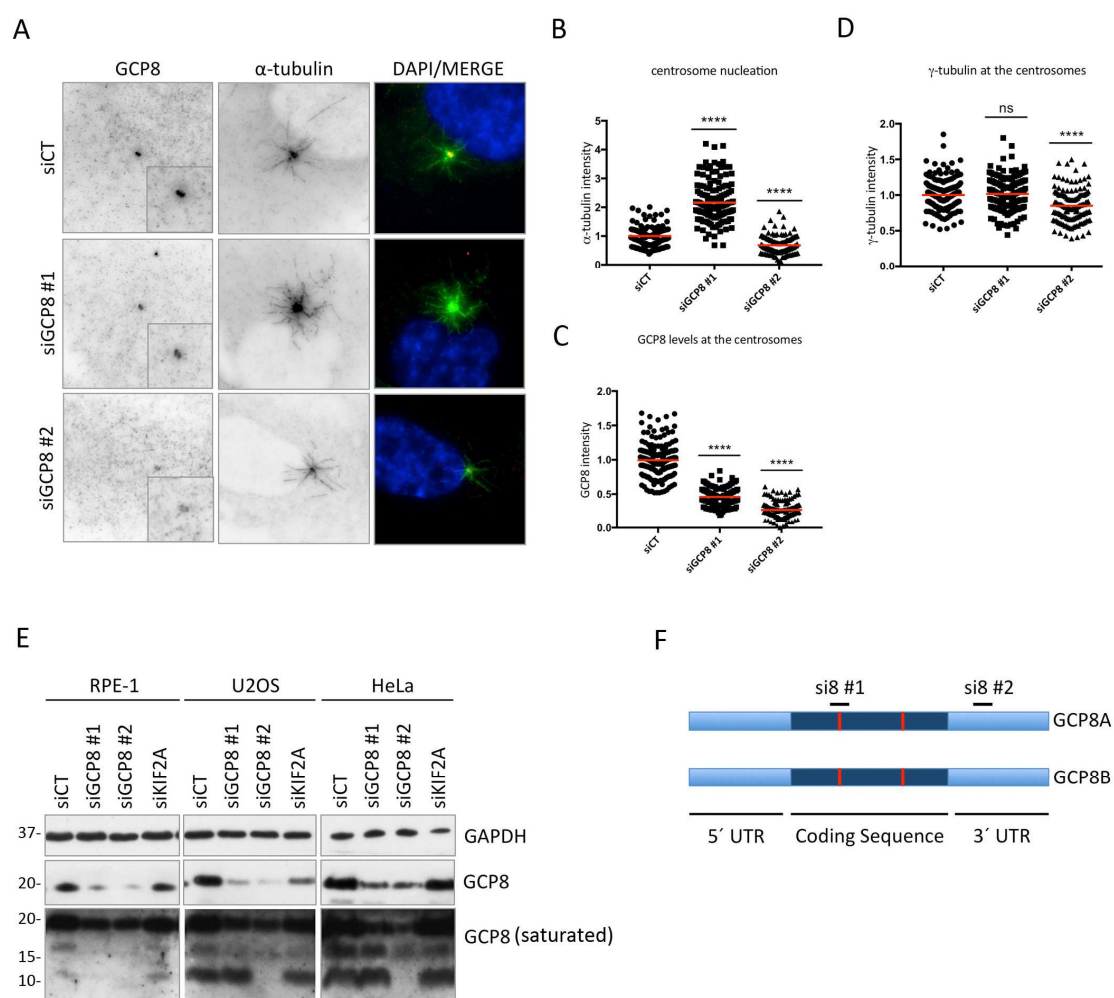 A
GCP8 α-tubulin DAPI/MERGE
siCT
siGCP8 #1
siGCP8 #2
B
centrosome nucleation
α-tubulin intensity
5
4
3
2
1
0
****
****
siCT siGCP8 #1 siGCP8 #2
D
γ-tubulin at the centrosomes
γ-tubulin intensity
2.0
1.5
1.0
0.5
0.0
ns
****
siCT siGCP8 #1 siGCP8 #2
C
GCP8 levels at the centrosomes
GCP8 intensity
2.0
1.5
1.0
0.5
0.0
****
****
siCT siGCP8 #1 siGCP8 #2
E
RPE-1 U2OS HeLa
siCT siGCP8 #1 siGCP8 #2 siKIF2A siCT siGCP8 #1 siGCP8 #2 siKIF2A siCT siGCP8 #1 siGCP8 #2 siKIF2A
37- GAPDH
20- GCP8
20- GCP8 (saturated)
15-
10-
F
si8 #1 si8 #2
GCP8A
GCP8B
5´ UTR Coding Sequence 3´ UTR